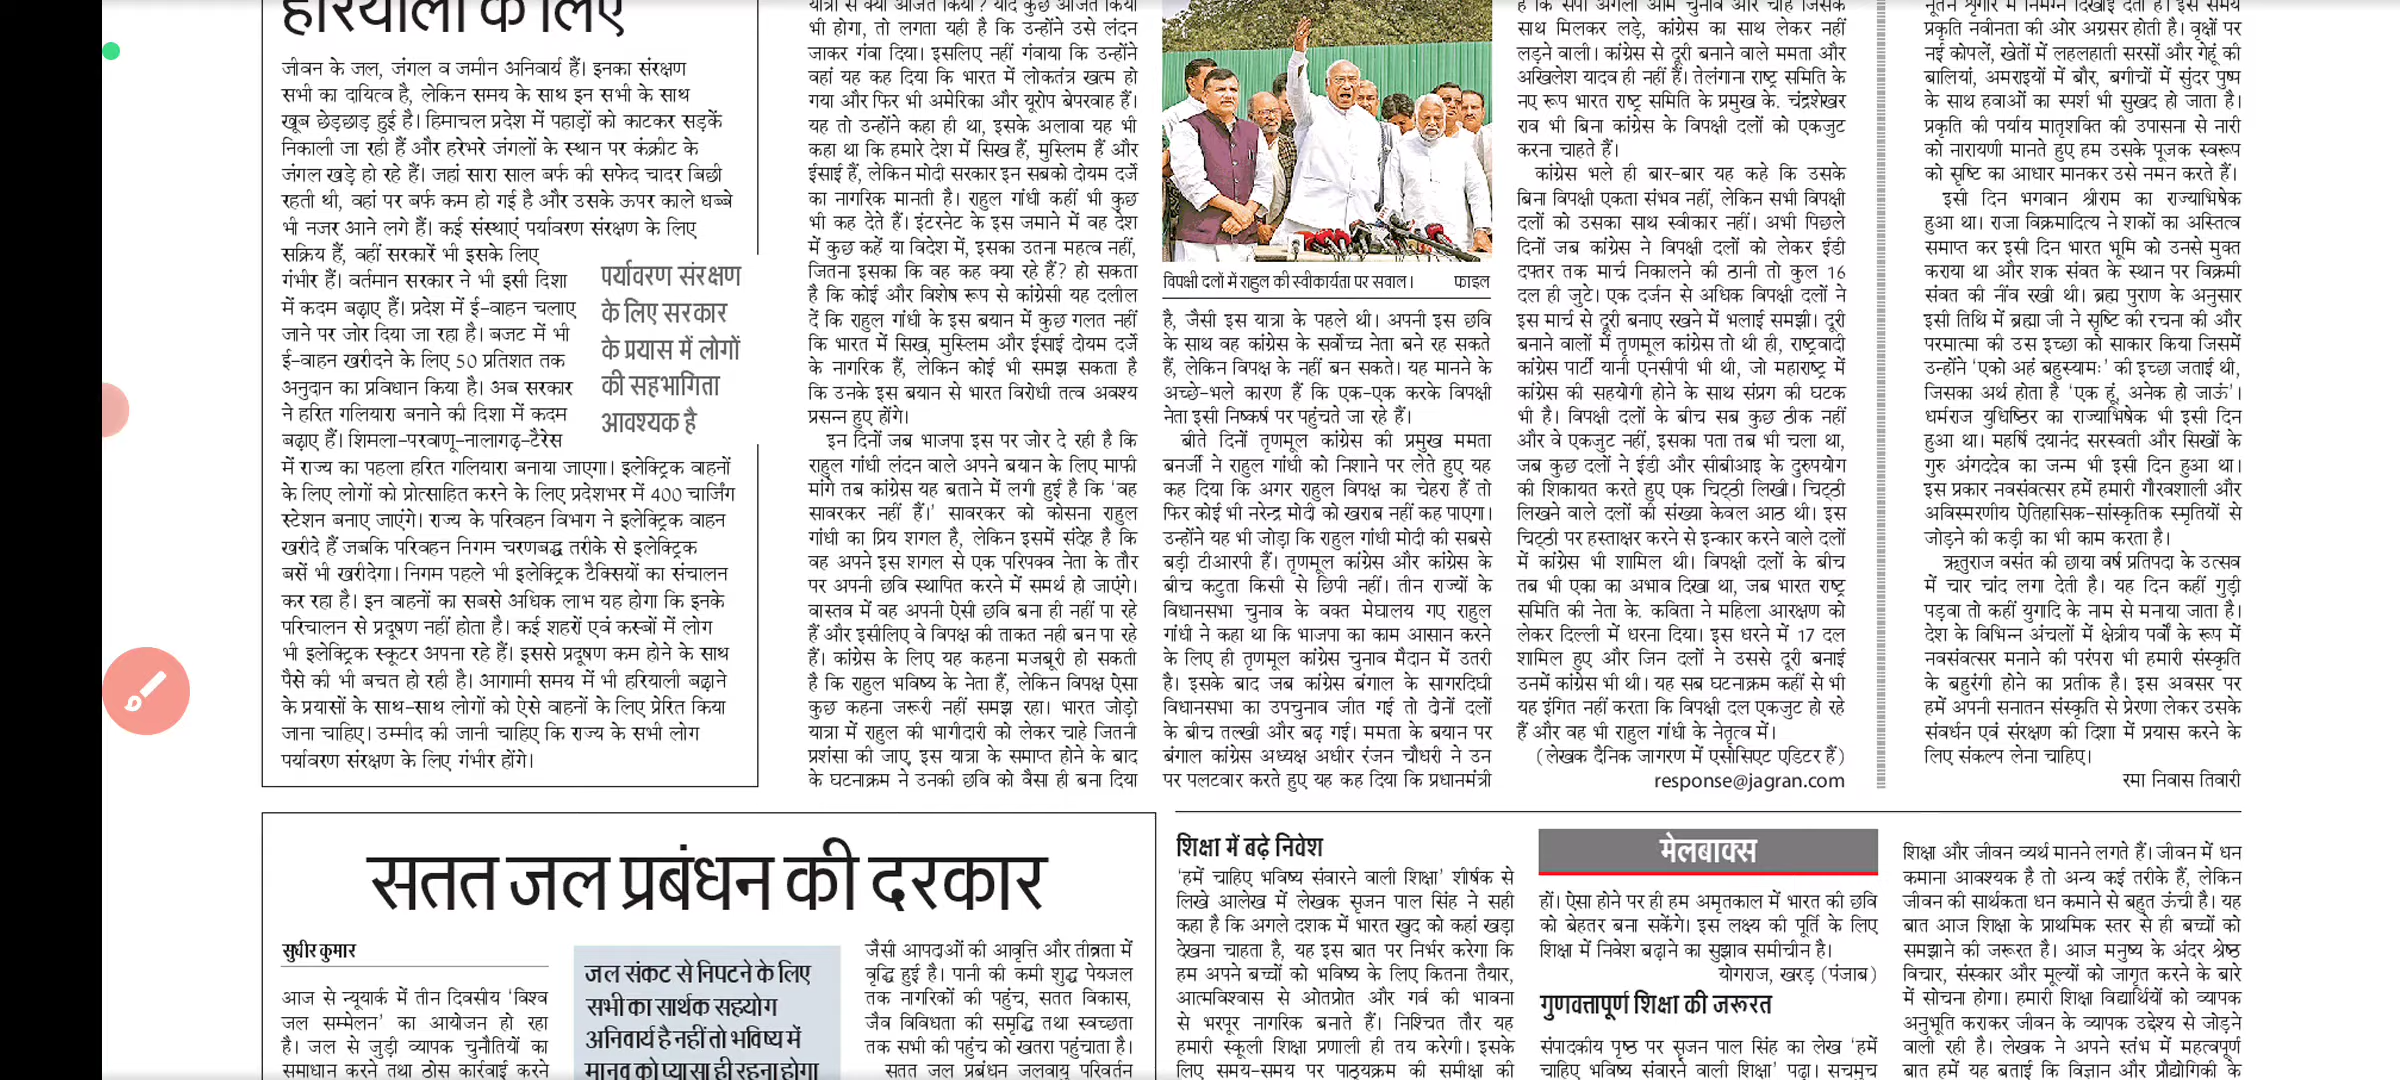 हरियाली के लिए
जीवन के जल, जंगल व जमीन अनिवार्य हैं। इनका संरक्षण
सभी का दायित्व है, लेकिन समय के साथ इन सभी के साथ
खूब छेड़छाड़ हुई है। हिमाचल प्रदेश में पहाड़ों को काटकर सड़कें
निकाली जा रही हैं और हरेभरे जंगलों के स्थान पर कंक्रीट के
जंगल खड़े हो रहे हैं। जहां सारा साल बर्फ की सफेद चादर बिछी
रहती थी, वहां पर बर्फ कम हो गई है और उसके ऊपर काले धब्बे
भी नजर आने लगे हैं। कई संस्थाएं पर्यावरण संरक्षण के लिए
सक्रिय हैं, वहीं सरकारें भी इसके लिए
गंभीर हैं। वर्तमान सरकार ने भी इसी दिशा
में कदम बढ़ाए हैं। प्रदेश में ई-वाहन चलाए
जाने पर जोर दिया जा रहा है। बजट में भी
ई-वाहन खरीदने के लिए 50 प्रतिशत तक
अनुदान का प्रविधान किया है। अब सरकार
ने हरित गलियारा बनाने की दिशा में कदम
बढ़ाए हैं। शिमला-परवाणू-नालागढ़-टैरेस
में राज्य का पहला हरित गलियारा बनाया जाएगा। इलेक्ट्रिक वाहनों
के लिए लोगों को प्रोत्साहित करने के लिए प्रदेशभर में 400 चार्जिंग
स्टेशन बनाए जाएंगे। राज्य के परिवहन विभाग ने इलेक्ट्रिक वाहन
खरीदे हैं जबकि परिवहन निगम चरणबद्ध तरीके से इलेक्ट्रिक
बसें भी खरीदेगा। निगम पहले भी इलेक्ट्रिक टैक्सियों का संचालन
कर रहा है। इन वाहनों का सबसे अधिक लाभ यह होगा कि इनके
परिचालन से प्रदूषण नहीं होता है। कई शहरों एवं कस्बों में लोग
भी इलेक्ट्रिक स्कूटर अपना रहे हैं। इससे प्रदूषण कम होने के साथ
पैसे की भी बचत हो रही है। आगामी समय में भी हरियाली बढ़ाने
के प्रयासों के साथ-साथ लोगों को ऐसे वाहनों के लिए प्रेरित किया
जाना चाहिए। उम्मीद की जानी चाहिए कि राज्य के सभी लोग
पर्यावरण संरक्षण के लिए गंभीर होंगे।
पर्यावरण संरक्षण
के लिए सरकार
के प्रयास में लोगों
की सहभागिता
आवश्यक है
यात्रा से क्या अर्जित किया? यदि कुछ अर्जित किया
भी होगा, तो लगता यही है कि उन्होंने उसे लंदन
जाकर गंवा दिया। इसलिए नहीं गंवाया कि उन्होंने
वहां यह कह दिया कि भारत में लोकतंत्र खत्म हो
गया और फिर भी अमेरिका और यूरोप बेपरवाह हैं।
यह तो उन्होंने कहा ही था, इसके अलावा यह भी
कहा था कि हमारे देश में सिख हैं, मुस्लिम हैं और
ईसाई हैं, लेकिन मोदी सरकार इन सबको दोयम दर्जे
का नागरिक मानती है। राहुल गांधी कहीं भी कुछ
भी कह देते हैं। इंटरनेट के इस जमाने में वह देश
में कुछ कहें या विदेश में, इसका उतना महत्व नहीं,
जितना इसका कि वह कह क्या रहे हैं? हो सकता
है कि कोई और विशेष रूप से कांग्रेसी यह दलील
दें कि राहुल गांधी के इस बयान में कुछ गलत नहीं
कि भारत में सिख, मुस्लिम और ईसाई दोयम दर्जे
के नागरिक हैं, लेकिन कोई भी समझ सकता है
कि उनके इस बयान से भारत विरोधी तत्व अवश्य
प्रसन्न हुए होंगे।
इन दिनों जब भाजपा इस पर जोर दे रही है कि
राहुल गांधी लंदन वाले अपने बयान के लिए माफी
मांगे तब कांग्रेस यह बताने में लगी हुई है कि 'वह
सावरकर नहीं हैं।' सावरकर को कोसना राहुल
गांधी का प्रिय शगल है, लेकिन इसमें संदेह है कि
वह अपने इस शगल से एक परिपक्व नेता के तौर
पर अपनी छवि स्थापित करने में समर्थ हो जाएंगे।
वास्तव में वह अपनी ऐसी छवि बना ही नहीं पा रहे
हैं और इसीलिए वे विपक्ष की ताकत नही बन पा रहे
हैं। कांग्रेस के लिए यह कहना मजबूरी हो सकती
है कि राहुल भविष्य के नेता हैं, लेकिन विपक्ष ऐसा
कुछ कहना जरूरी नहीं समझ रहा। भारत जोड़ो
यात्रा में राहुल की भागीदारी को लेकर चाहे जितनी
प्रशंसा की जाए, इस यात्रा के समाप्त होने के बाद
के घटनाक्रम ने उनकी छवि को वैसा ही बना दिया
विपक्षी दलों में राहुल की स्वीकार्यता पर सवाल। फाइल
है, जैसी इस यात्रा के पहले थी। अपनी इस छवि
के साथ वह कांग्रेस के सर्वोच्च नेता बने रह सकते
हैं, लेकिन विपक्ष के नहीं बन सकते। यह मानने के
अच्छे-भले कारण हैं कि एक-एक करके विपक्षी
नेता इसी निष्कर्ष पर पहुंचते जा रहे हैं।
बीते दिनों तृणमूल कांग्रेस की प्रमुख ममता
बनर्जी ने राहुल गांधी को निशाने पर लेते हुए यह
कह दिया कि अगर राहुल विपक्ष का चेहरा हैं तो
फिर कोई भी नरेन्द्र मोदी को खराब नहीं कह पाएगा।
उन्होंने यह भी जोड़ा कि राहुल गांधी मोदी की सबसे
बड़ी टीआरपी हैं। तृणमूल कांग्रेस और कांग्रेस के
बीच कटुता किसी से छिपी नहीं। तीन राज्यों के
विधानसभा चुनाव के वक्त मेघालय गए राहुल
गांधी ने कहा था कि भाजपा का काम आसान करने
के लिए ही तृणमूल कांग्रेस चुनाव मैदान में उतरी
है। इसके बाद जब कांग्रेस बंगाल के सागरदिघी
विधानसभा का उपचुनाव जीत गई तो दोनों दलों
के बीच तल्खी और बढ़ गई। ममता के बयान पर
बंगाल कांग्रेस अध्यक्ष अधीर रंजन चौधरी ने उन
पर पलटवार करते हुए यह कह दिया कि प्रधानमंत्री
है कि सपा अगला आम चुनाव और चाहे जिसके
साथ मिलकर लड़े, कांग्रेस का साथ लेकर नहीं
लड़ने वाली। कांग्रेस से दूरी बनाने वाले ममता और
अखिलेश यादव ही नहीं हैं। तेलंगाना राष्ट्र समिति के
नए रूप भारत राष्ट्र समिति के प्रमुख के. चंद्रशेखर
राव भी बिना कांग्रेस के विपक्षी दलों को एकजुट
करना चाहते हैं।
कांग्रेस भले ही बार-बार यह कहे कि उसके
बिना विपक्षी एकता संभव नहीं, लेकिन सभी विपक्षी
दलों को उसका साथ स्वीकार नहीं। अभी पिछले
दिनों जब कांग्रेस ने विपक्षी दलों को लेकर ईडी
दफ्तर तक मार्च निकालने की ठानी तो कुल 16
दल ही जुटे। एक दर्जन से अधिक विपक्षी दलों ने
इस मार्च से दूरी बनाए रखने में भलाई समझी। दूरी
बनाने वालों में तृणमूल कांग्रेस तो थी ही, राष्ट्रवादी
कांग्रेस पार्टी यानी एनसीपी भी थी, जो महाराष्ट्र में
कांग्रेस की सहयोगी होने के साथ संप्रग की घटक
भी है। विपक्षी दलों के बीच सब कुछ ठीक नहीं
और वे एकजुट नहीं, इसका पता तब भी चला था,
जब कुछ दलों ने ईडी और सीबीआइ के दुरुपयोग
की शिकायत करते हुए एक चिट्ठी लिखी। चिट्ठी
लिखने वाले दलों की संख्या केवल आठ थी। इस
चिट्ठी पर हस्ताक्षर करने से इन्कार करने वाले दलों
में कांग्रेस भी शामिल थी। विपक्षी दलों के बीच
तब भी एका का अभाव दिखा था, जब भारत राष्ट्र
समिति की नेता के. कविता ने महिला आरक्षण को
लेकर दिल्ली में धरना दिया। इस धरने में 17 दल
शामिल हुए और जिन दलों ने उससे दूरी बनाई
उनमें कांग्रेस भी थी। यह सब घटनाक्रम कहीं से भी
यह इंगित नहीं करता कि विपक्षी दल एकजुट हो रहे
हैं और वह भी राहुल गांधी के नेतृत्व में।
(लेखक दैनिक जागरण में एसोसिएट एडिटर हैं)
response@jagran.com
नूतन श्रृंगार में निमग्न दिखाई देती है। इस समय
प्रकृति नवीनता की ओर अग्रसर होती है। वृक्षों पर
नई कोपलें, खेतों में लहलहाती सरसों और गेहूं की
बालियां, अमराइयों में बौर, बगीचों में सुंदर पुष्प
के साथ हवाओं का स्पर्श भी सुखद हो जाता है।
प्रकृति की पर्याय मातृशक्ति की उपासना से नारी
को नारायणी मानते हुए हम उसके पूजक स्वरूप
को सृष्टि का आधार मानकर उसे नमन करते हैं।
इसी दिन भगवान श्रीराम का राज्याभिषेक
हुआ था। राजा विक्रमादित्य ने शकों का अस्तित्व
समाप्त कर इसी दिन भारत भूमि को उनसे मुक्त
कराया था और शक संवत के स्थान पर विक्रमी
संवत की नींव रखी थी। ब्रह्म पुराण के अनुसार
इसी तिथि में ब्रह्मा जी ने सृष्टि की रचना की और
परमात्मा की उस इच्छा को साकार किया जिसमें
उन्होंने 'एको अहं बहुस्यामः' की इच्छा जताई थी,
जिसका अर्थ होता है 'एक हूं, अनेक हो जाऊं'।
धर्मराज युधिष्ठिर का राज्याभिषेक भी इसी दिन
हुआ था। महर्षि दयानंद सरस्वती और सिखों के
गुरु अंगददेव का जन्म भी इसी दिन हुआ था।
इस प्रकार नवसंवत्सर हमें हमारी गौरवशाली और
अविस्मरणीय ऐतिहासिक-सांस्कृतिक स्मृतियों से
जोड़ने की कड़ी का भी काम करता है।
ऋतुराज वसंत की छाया वर्ष प्रतिपदा के उत्सव
में चार चांद लगा देती है। यह दिन कहीं गुड़ी
पड़वा तो कहीं युगादि के नाम से मनाया जाता है।
देश के विभिन्न अंचलों में क्षेत्रीय पर्वों के रूप में
नवसंवत्सर मनाने की परंपरा भी हमारी संस्कृति
के बहुरंगी होने का प्रतीक है। इस अवसर पर
हमें अपनी सनातन संस्कृति से प्रेरणा लेकर उसके
संवर्धन एवं संरक्षण की दिशा में प्रयास करने के
लिए संकल्प लेना चाहिए।
रमा निवास तिवारी
सतत जल प्रबंधन की दरकार
सुधीर कुमार
आज से न्यूयार्क में तीन दिवसीय 'विश्व
जल सम्मेलन' का आयोजन हो रहा
है। जल से जुड़ी व्यापक चुनौतियों का
समाधान करने तथा ठोस कार्रवाई करने
जल संकट से निपटने के लिए
सभी का सार्थक सहयोग
अनिवार्य है नहीं तो भविष्य में
मानव को प्यासा ही रहना होगा
जैसी आपदाओं की आवृत्ति और तीव्रता में
वृद्धि हुई है। पानी की कमी शुद्ध पेयजल
तक नागरिकों की पहुंच, सतत विकास,
जैव विविधता की समृद्धि तथा स्वच्छता
तक सभी की पहुंच को खतरा पहुंचाता है।
सतत जल प्रबंधन जलवायु परिवर्तन
शिक्षा में बढ़े निवेश
'हमें चाहिए भविष्य संवारने वाली शिक्षा' शीर्षक से
लिखे आलेख में लेखक सृजन पाल सिंह ने सही
कहा है कि अगले दशक में भारत खुद को कहां खड़ा
देखना चाहता है, यह इस बात पर निर्भर करेगा कि
हम अपने बच्चों को भविष्य के लिए कितना तैयार,
आत्मविश्वास से ओतप्रोत और गर्व की भावना
से भरपूर नागरिक बनाते हैं। निश्चित तौर यह
हमारी स्कूली शिक्षा प्रणाली ही तय करेगी। इसके
लिए समय-समय पर पाठ्यक्रम की समीक्षा की
मेलबाक्स
हों। ऐसा होने पर ही हम अमृतकाल में भारत की छवि
को बेहतर बना सकेंगे। इस लक्ष्य की पूर्ति के लिए
शिक्षा में निवेश बढ़ाने का सुझाव समीचीन है।
योगराज, खरड़ (पंजाब)
गुणवत्तापूर्ण शिक्षा की जरूरत
संपादकीय पृष्ठ पर सृजन पाल सिंह का लेख 'हमें
चाहिए भविष्य संवारने वाली शिक्षा' पढ़ा। सचमुच
शिक्षा और जीवन व्यर्थ मानने लगते हैं। जीवन में धन
कमाना आवश्यक है तो अन्य कई तरीके हैं, लेकिन
जीवन की सार्थकता धन कमाने से बहुत ऊंची है। यह
बात आज शिक्षा के प्राथमिक स्तर से ही बच्चों को
समझाने की जरूरत है। आज मनुष्य के अंदर श्रेष्ठ
विचार, संस्कार और मूल्यों को जागृत करने के बारे
में सोचना होगा। हमारी शिक्षा विद्यार्थियों को व्यापक
अनुभूति कराकर जीवन के व्यापक उद्देश्य से जोड़ने
वाली रही है। लेखक ने अपने स्तंभ में महत्वपूर्ण
बात हमें यह बताई कि विज्ञान और प्रौद्योगिकी के